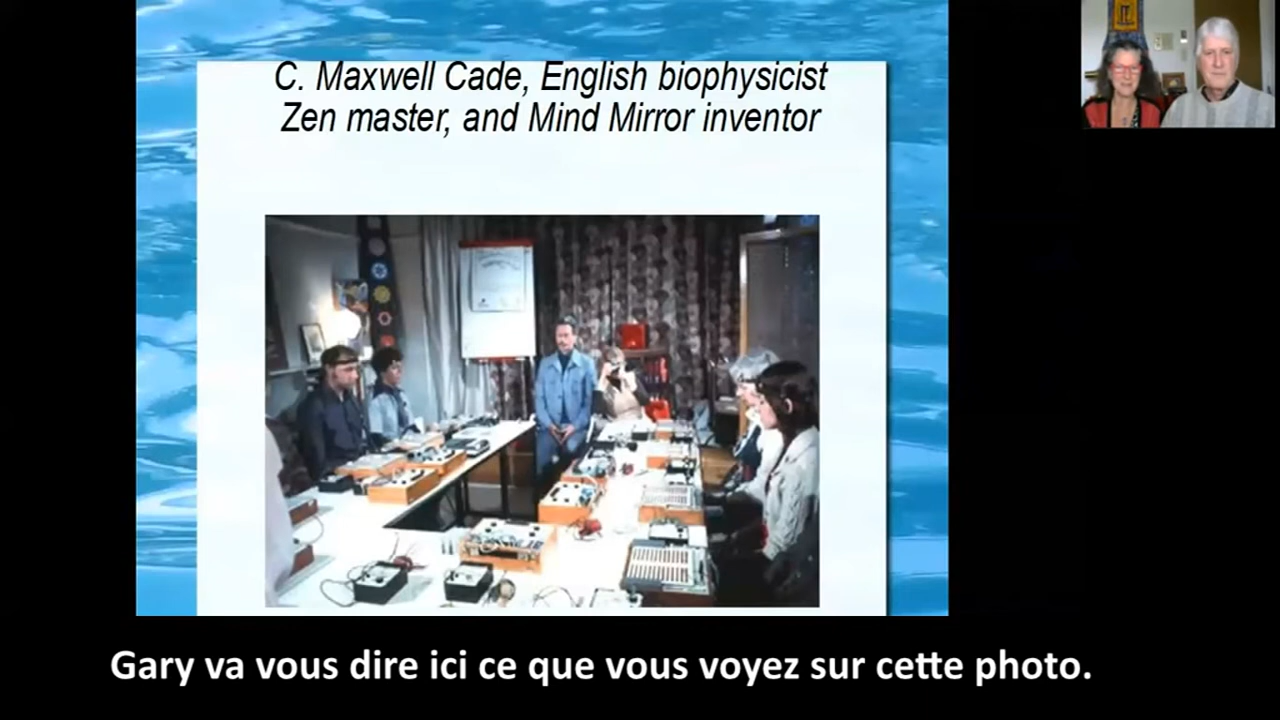 C. Maxwell Cade, English biophysicist
Zen master, and Mind Mirror inventor
Gary va vous dire ici ce que vous voyez sur cette photo.